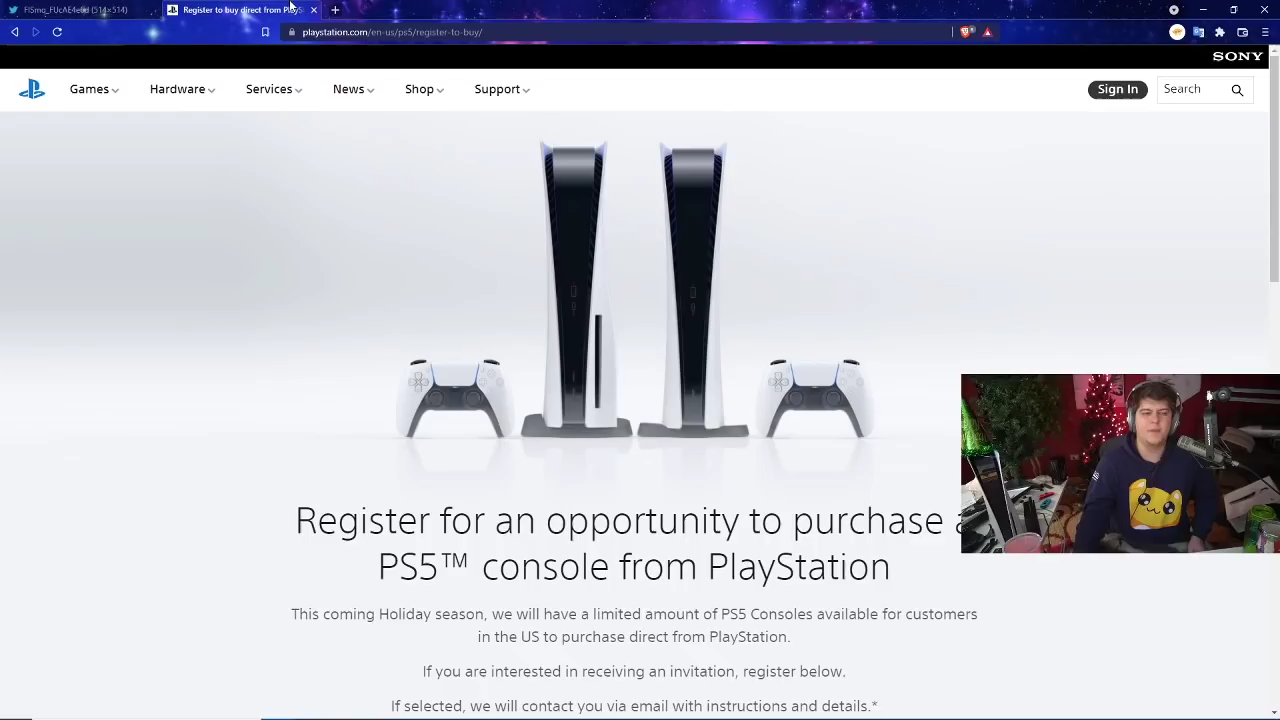 FISmq_FUcAE4e6d (514×514)
Register to buy direct from PlayS
playstation.com/en-us/ps5/register-to-buy/
SONY
Games Hardware Services News Shop Support Sign In Search
Register for an opportunity to purchase a
PS5™ console from PlayStation
This coming Holiday season, we will have a limited amount of PS5 Consoles available for customers
in the US to purchase direct from PlayStation.
If you are interested in receiving an invitation, register below.
If selected, we will contact you via email with instructions and details.*